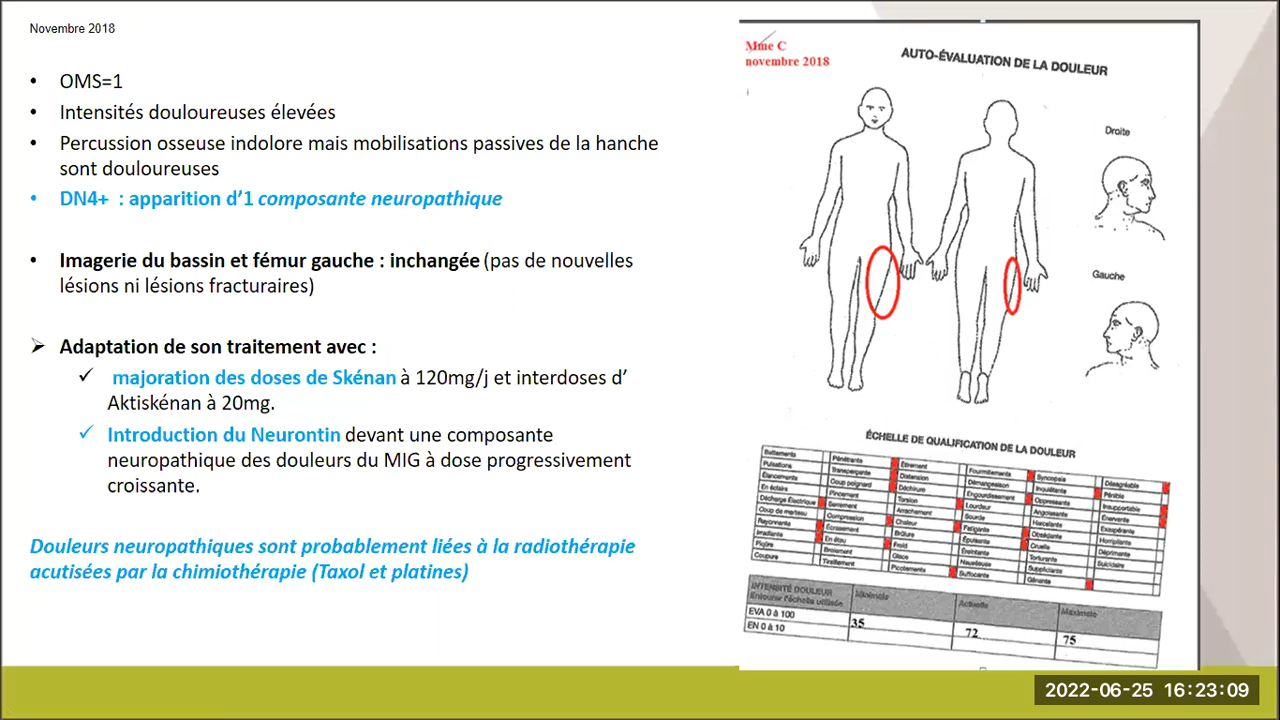 Novembre 2018
• OMS=1
• Intensités douloureuses élevées
• Percussion osseuse indolore mais mobilisations passives de la hanche
sont douloureuses
• DN4+ : apparition d’1 composante neuropathique
• Imagerie du bassin et fémur gauche : inchangée (pas de nouvelles
lésions ni lésions fracturaires)
➢ Adaptation de son traitement avec :
✓ majoration des doses de Skénan à 120mg/j et interdoses d’
Aktiskénan à 20mg.
✓ Introduction du Neurontin devant une composante
neuropathique des douleurs du MIG à dose progressivement
croissante.
Douleurs neuropathiques sont probablement liées à la radiothérapie
acutisées par la chimiothérapie (Taxol et platines)
Mme C
novembre 2018
AUTO-ÉVALUATION DE LA DOULEUR
Droite
Gauche
ÉCHELLE DE QUALIFICATION DE LA DOULEUR
Battements Pénétrante Étirement Fourmillements Syncopale Désagréable
Pulsations Transperçante Distension Démangeaison Inquiétante Pénible
Élancements Coup poignard Déchirure Engourdissement Oppressante Insupportable
En éclairs Pincement Torsion Lourdeur Angoissante Énervante
Décharge Électrique Serrement Arrachement Sourde Harcelante Exaspérante
Coup de marteau Compression Chaleur Fatigante Obsédante Horripilante
Rayonnante Écrasement Brûlure Épuisante Cruelle Déprimante
Irradiante En étau Froid Éreintante Torturante Suicidaire
Piqûre Broiement Glace Nauséeuse Suppliciante
Coupure Tiraillement Picotements Suffocante Gênante
INTENSITÉ DOULEUR Minimale Actuelle Maximale
Entourer l'échelle utilisée
EVA 0 à 100 35 72 75
EN 0 à 10
2022-06-25 16:23:09